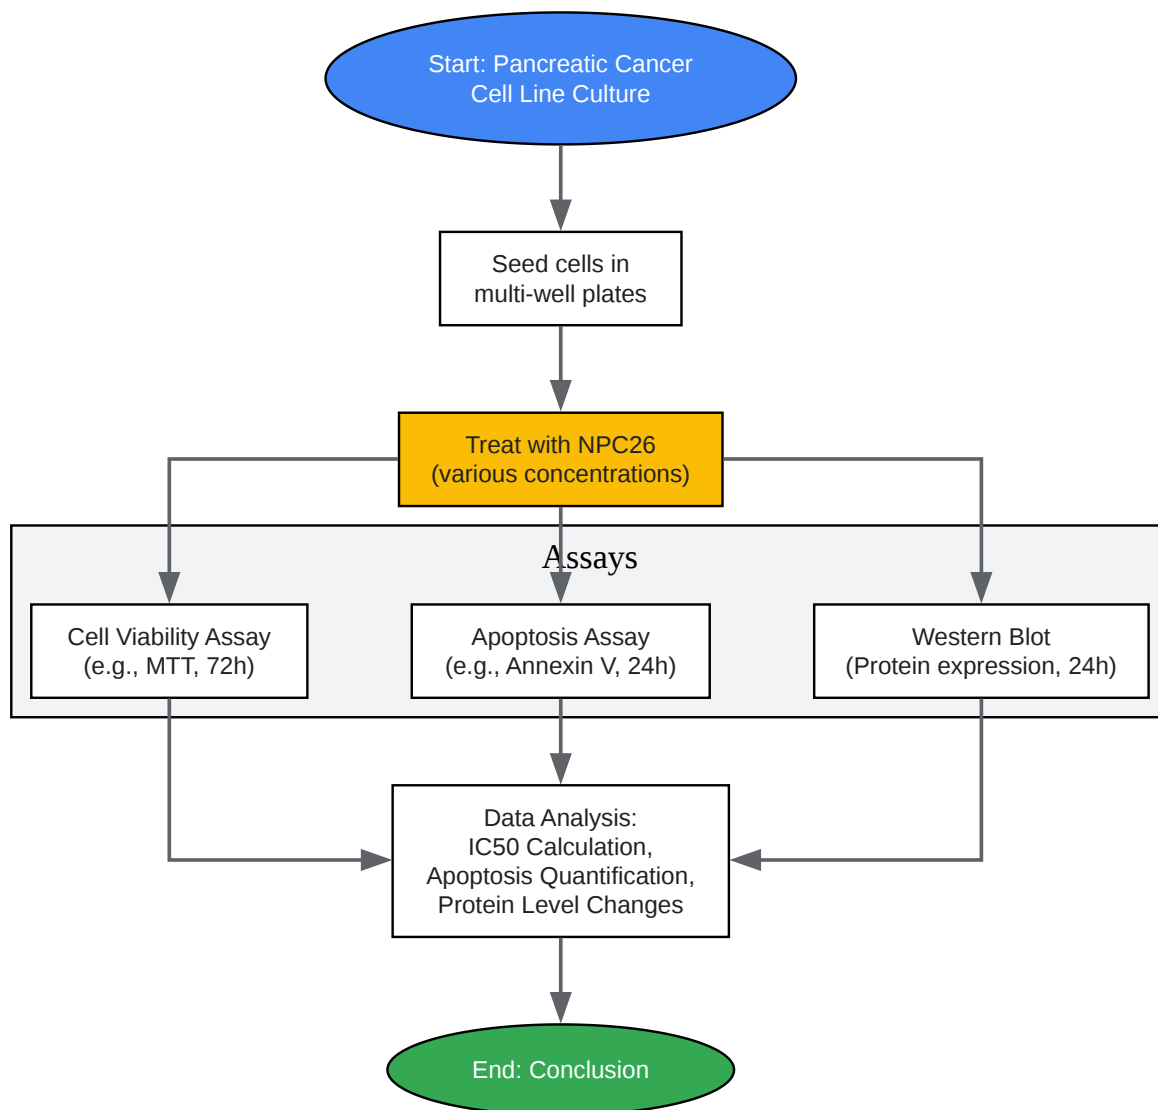 Start: Pancreatic Cancer
Cell Line Culture
Seed cells in
multi-well plates
Treat with NPC26
(various concentrations)
Assays
Cell Viability Assay
(e.g., MTT, 72h)
Apoptosis Assay
(e.g., Annexin V, 24h)
Western Blot
(Protein expression, 24h)
Data Analysis:
IC50 Calculation,
Apoptosis Quantification,
Protein Level Changes
End: Conclusion